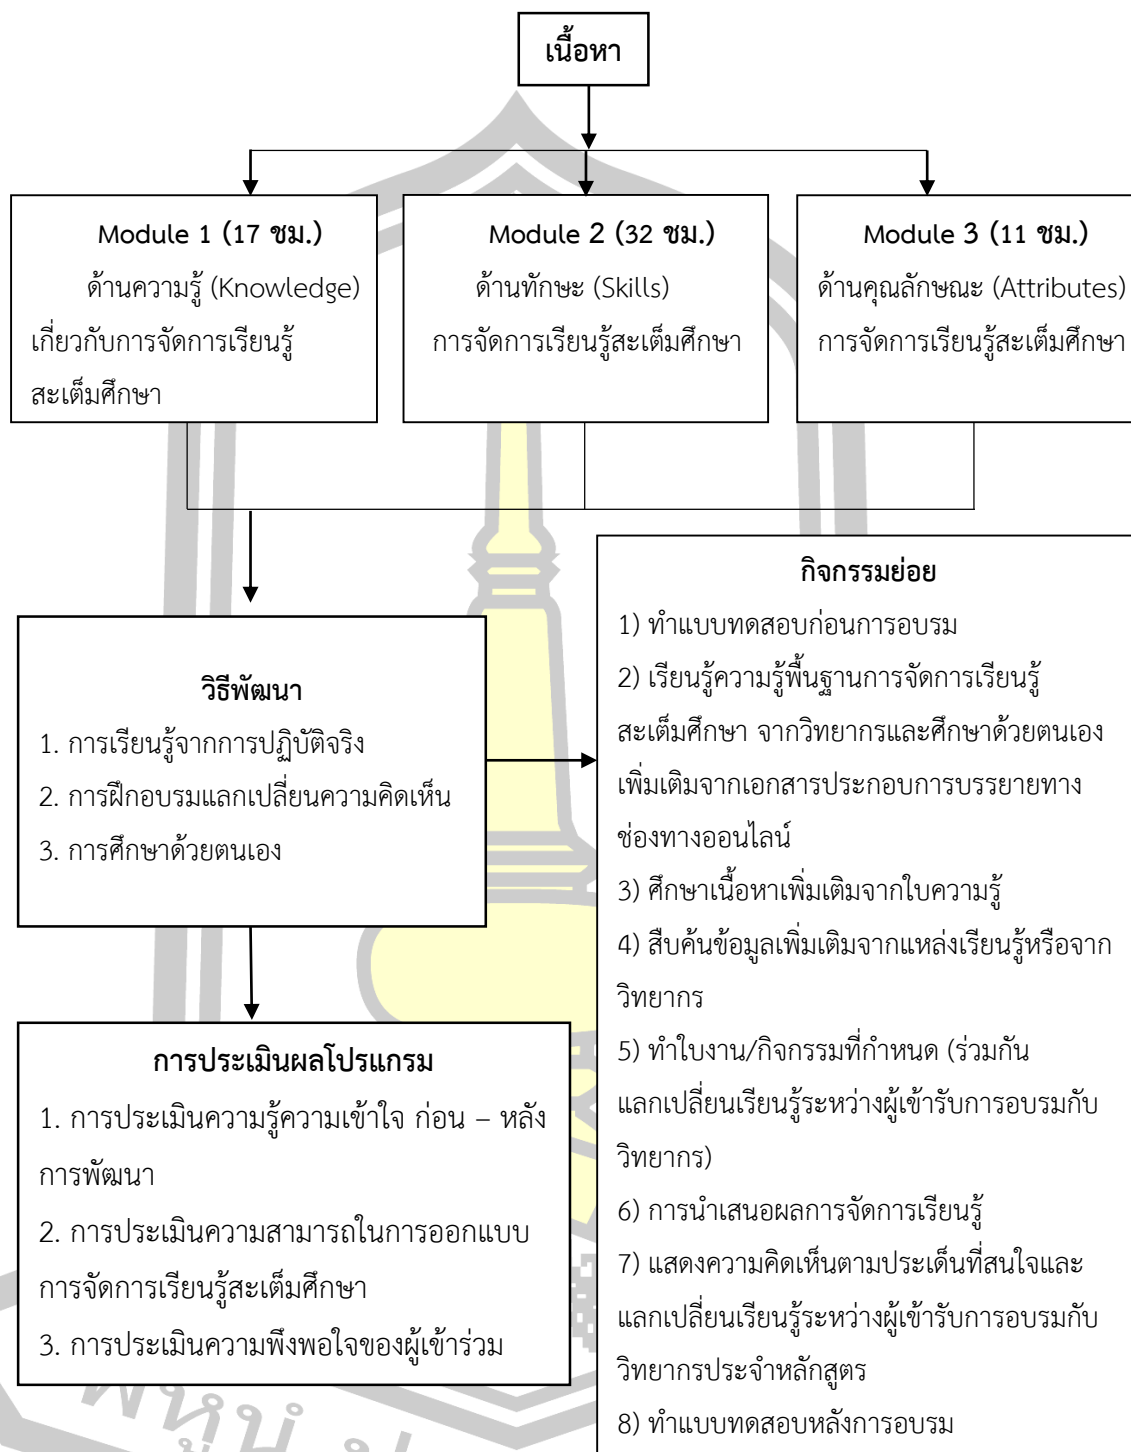 เนื้อหา
Module 1 (17 ชม.)
ด้านความรู้ (Knowledge)
เกี่ยวกับการจัดการเรียนรู้
สะเต็มศึกษา
Module 2 (32 ชม.)
ด้านทักษะ (Skills)
การจัดการเรียนรู้สะเต็มศึกษา
Module 3 (11 ชม.)
ด้านคุณลักษณะ (Attributes)
การจัดการเรียนรู้สะเต็มศึกษา
วิธีพัฒนา
1. การเรียนรู้จากการปฏิบัติจริง
2. การฝึกอบรมแลกเปลี่ยนความคิดเห็น
3. การศึกษาด้วยตนเอง
กิจกรรมย่อย
1) ทำแบบทดสอบก่อนการอบรม
2) เรียนรู้ความรู้พื้นฐานการจัดการเรียนรู้
สะเต็มศึกษา จากวิทยากรและศึกษาด้วยตนเอง
เพิ่มเติมจากเอกสารประกอบการบรรยายทาง
ช่องทางออนไลน์
3) ศึกษาเนื้อหาเพิ่มเติมจากใบความรู้
4) สืบค้นข้อมูลเพิ่มเติมจากแหล่งเรียนรู้หรือจาก
วิทยากร
5) ทำใบงาน/กิจกรรมที่กำหนด (ร่วมกัน
แลกเปลี่ยนเรียนรู้ระหว่างผู้เข้ารับการอบรมกับ
วิทยากร)
6) การนำเสนอผลการจัดการเรียนรู้
7) แสดงความคิดเห็นตามประเด็นที่สนใจและ
แลกเปลี่ยนเรียนรู้ระหว่างผู้เข้ารับการอบรมกับ
วิทยากรประจำหลักสูตร
8) ทำแบบทดสอบหลังการอบรม
การประเมินผลโปรแกรม
1. การประเมินความรู้ความเข้าใจ ก่อน – หลัง
การพัฒนา
2. การประเมินความสามารถในการออกแบบ
การจัดการเรียนรู้สะเต็มศึกษา
3. การประเมินความพึงพอใจของผู้เข้าร่วม